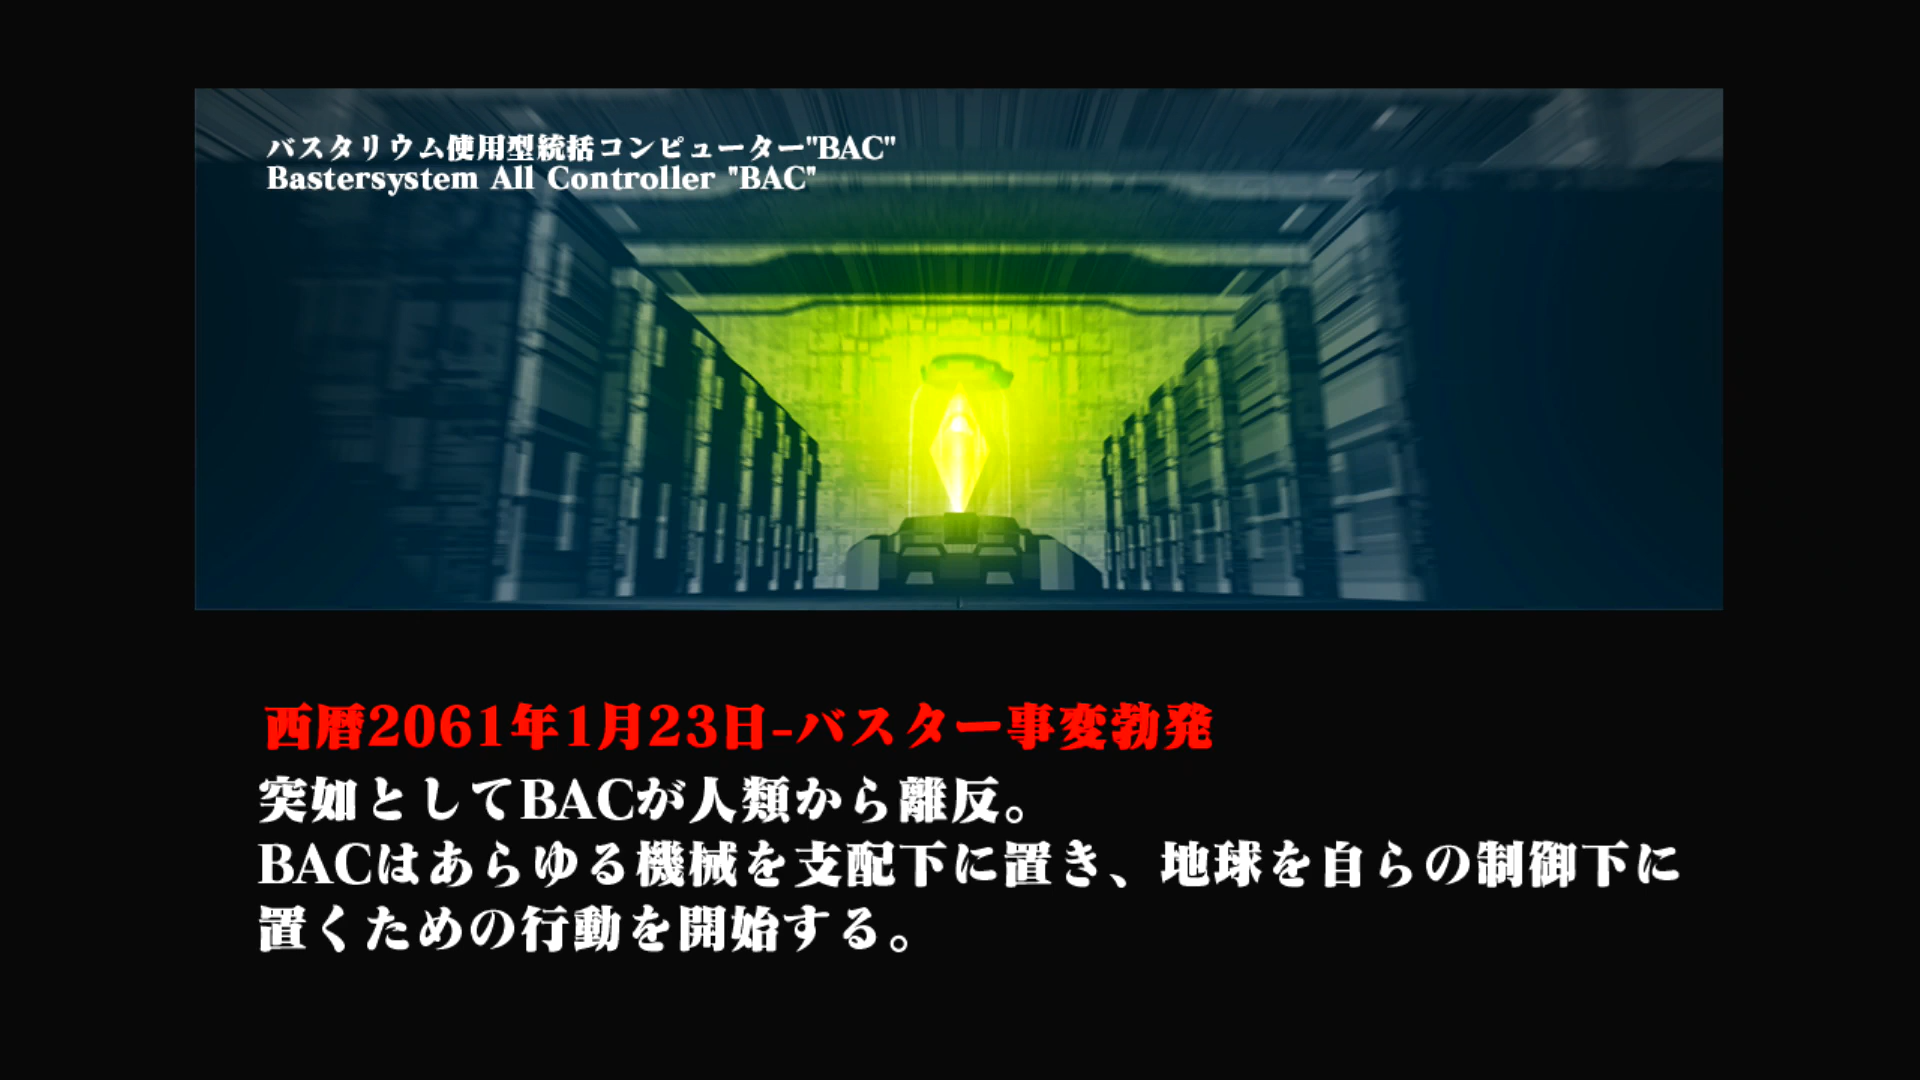 バスタリウム使用型統括コンピューター"BAC"
Bastersystem All Controller "BAC"
西暦2061年1月23日-バスター事変勃発
突如としてBACが人類から離反。
BACはあらゆる機械を支配下に置き、地球を自らの制御下に
置くための行動を開始する。